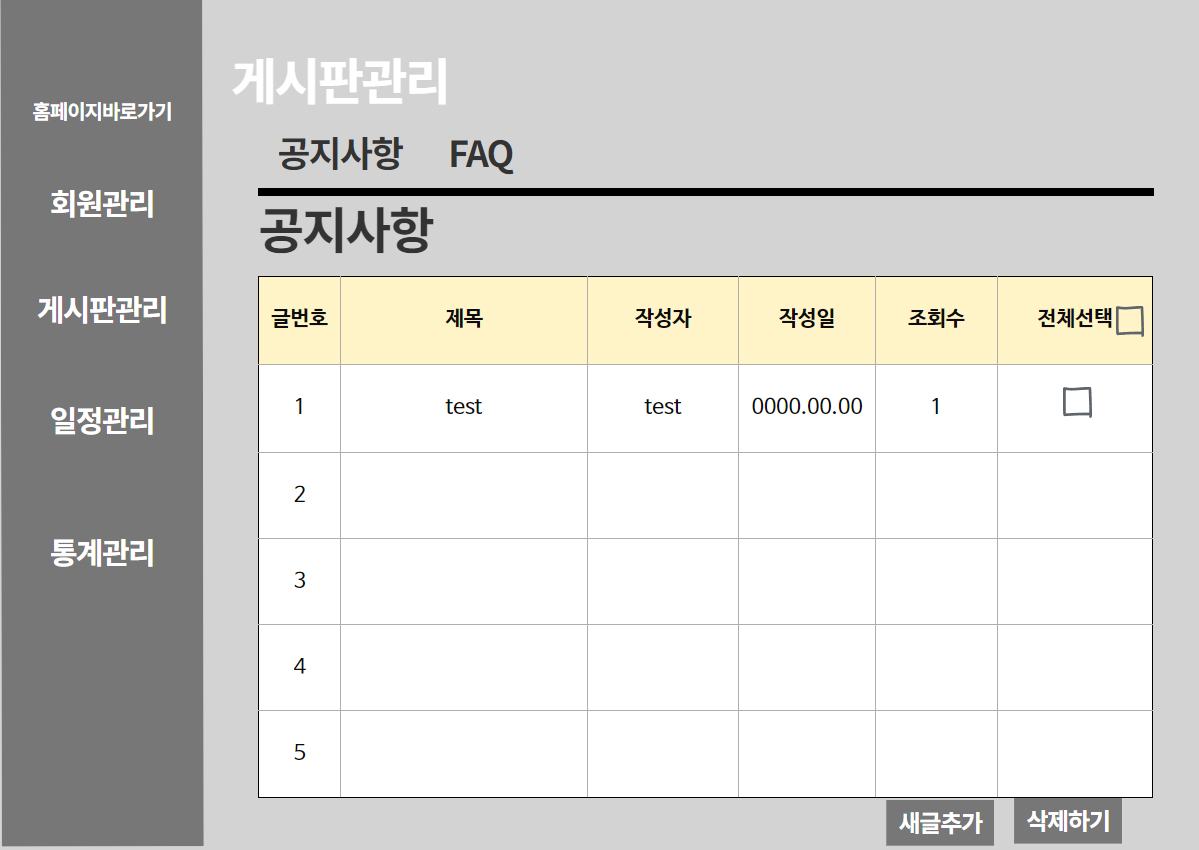 홈페이지바로가기
회원관리
게시판관리
일정관리
통계관리
게시판관리
공지사항 FAQ
공지사항
글번호 제목 작성자 작성일 조회수 전체선택
1 test test 0000.00.00 1
2
3
4
5
새글추가 삭제하기